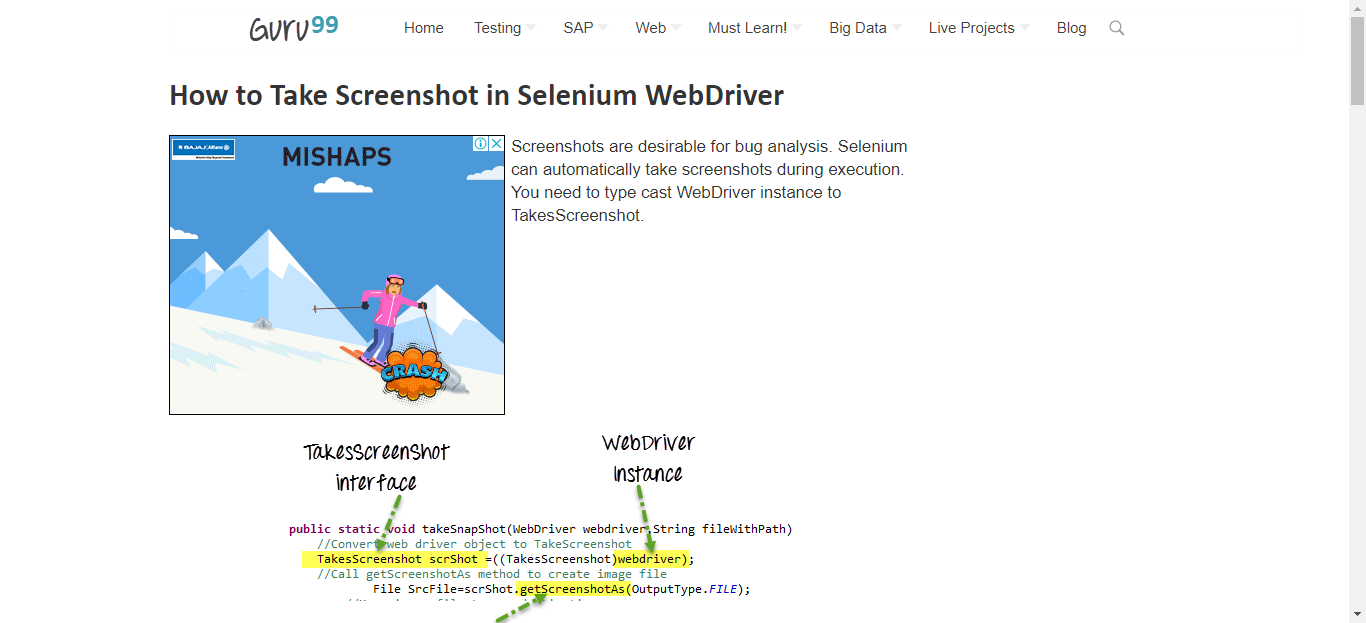 Guru99
Home Testing SAP Web Must Learn! Big Data Live Projects Blog
How to Take Screenshot in Selenium WebDriver
BAJAJ Allianz
MISHAPS
CRASH
Screenshots are desirable for bug analysis. Selenium
can automatically take screenshots during execution.
You need to type cast WebDriver instance to
TakesScreenshot.
TakesScreenShot
interface
WebDriver
Instance
public static void takeSnapShot(WebDriver webdriver,String fileWithPath)
//Convert web driver object to TakeScreenshot
TakesScreenshot scrShot =((TakesScreenshot)webdriver);
//Call getScreenshotAs method to create image file
File SrcFile=scrShot.getScreenshotAs(OutputType.FILE);